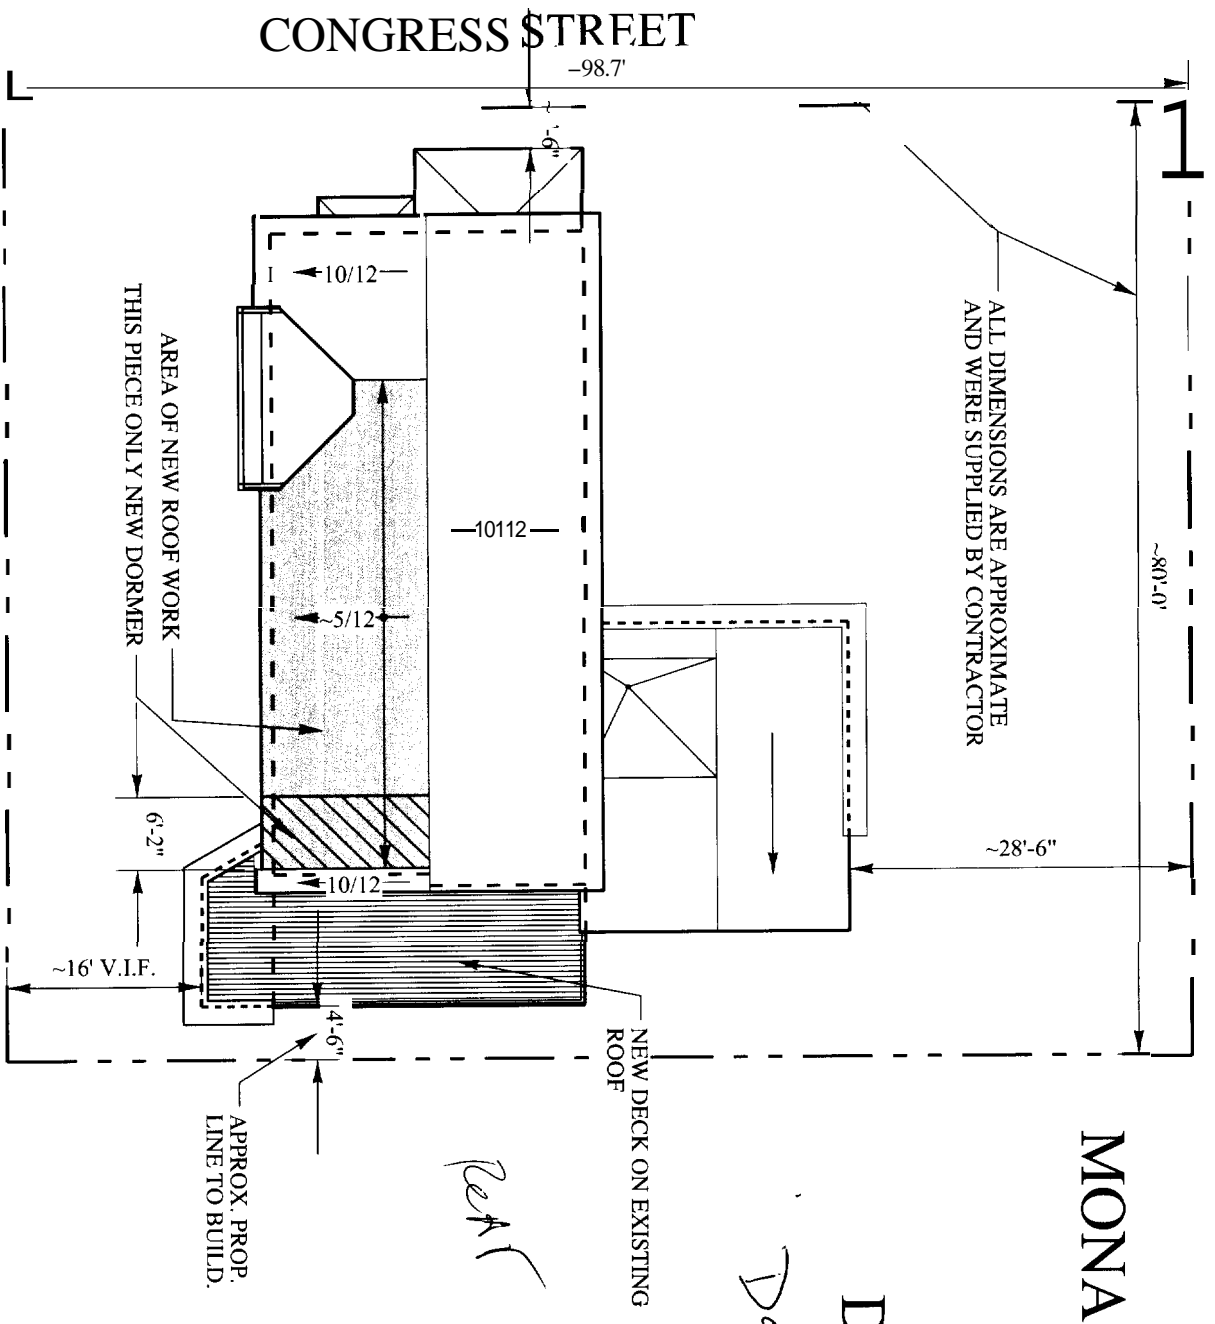 CONGRESS STREET
~98.7'
L
1
'-6"
10/12
ALL DIMENSIONS ARE APPROXIMATE
AND WERE SUPPLIED BY CONTRACTOR
~80'-0'
THIS PIECE ONLY NEW DORMER
AREA OF NEW ROOF WORK
10112
~5/12
6'-2"
10/12
~28'-6"
~16' V.I.F.
4'-6"
NEW DECK ON EXISTING
ROOF
APPROX. PROP.
LINE TO BUILD.
Rear
MONA
D